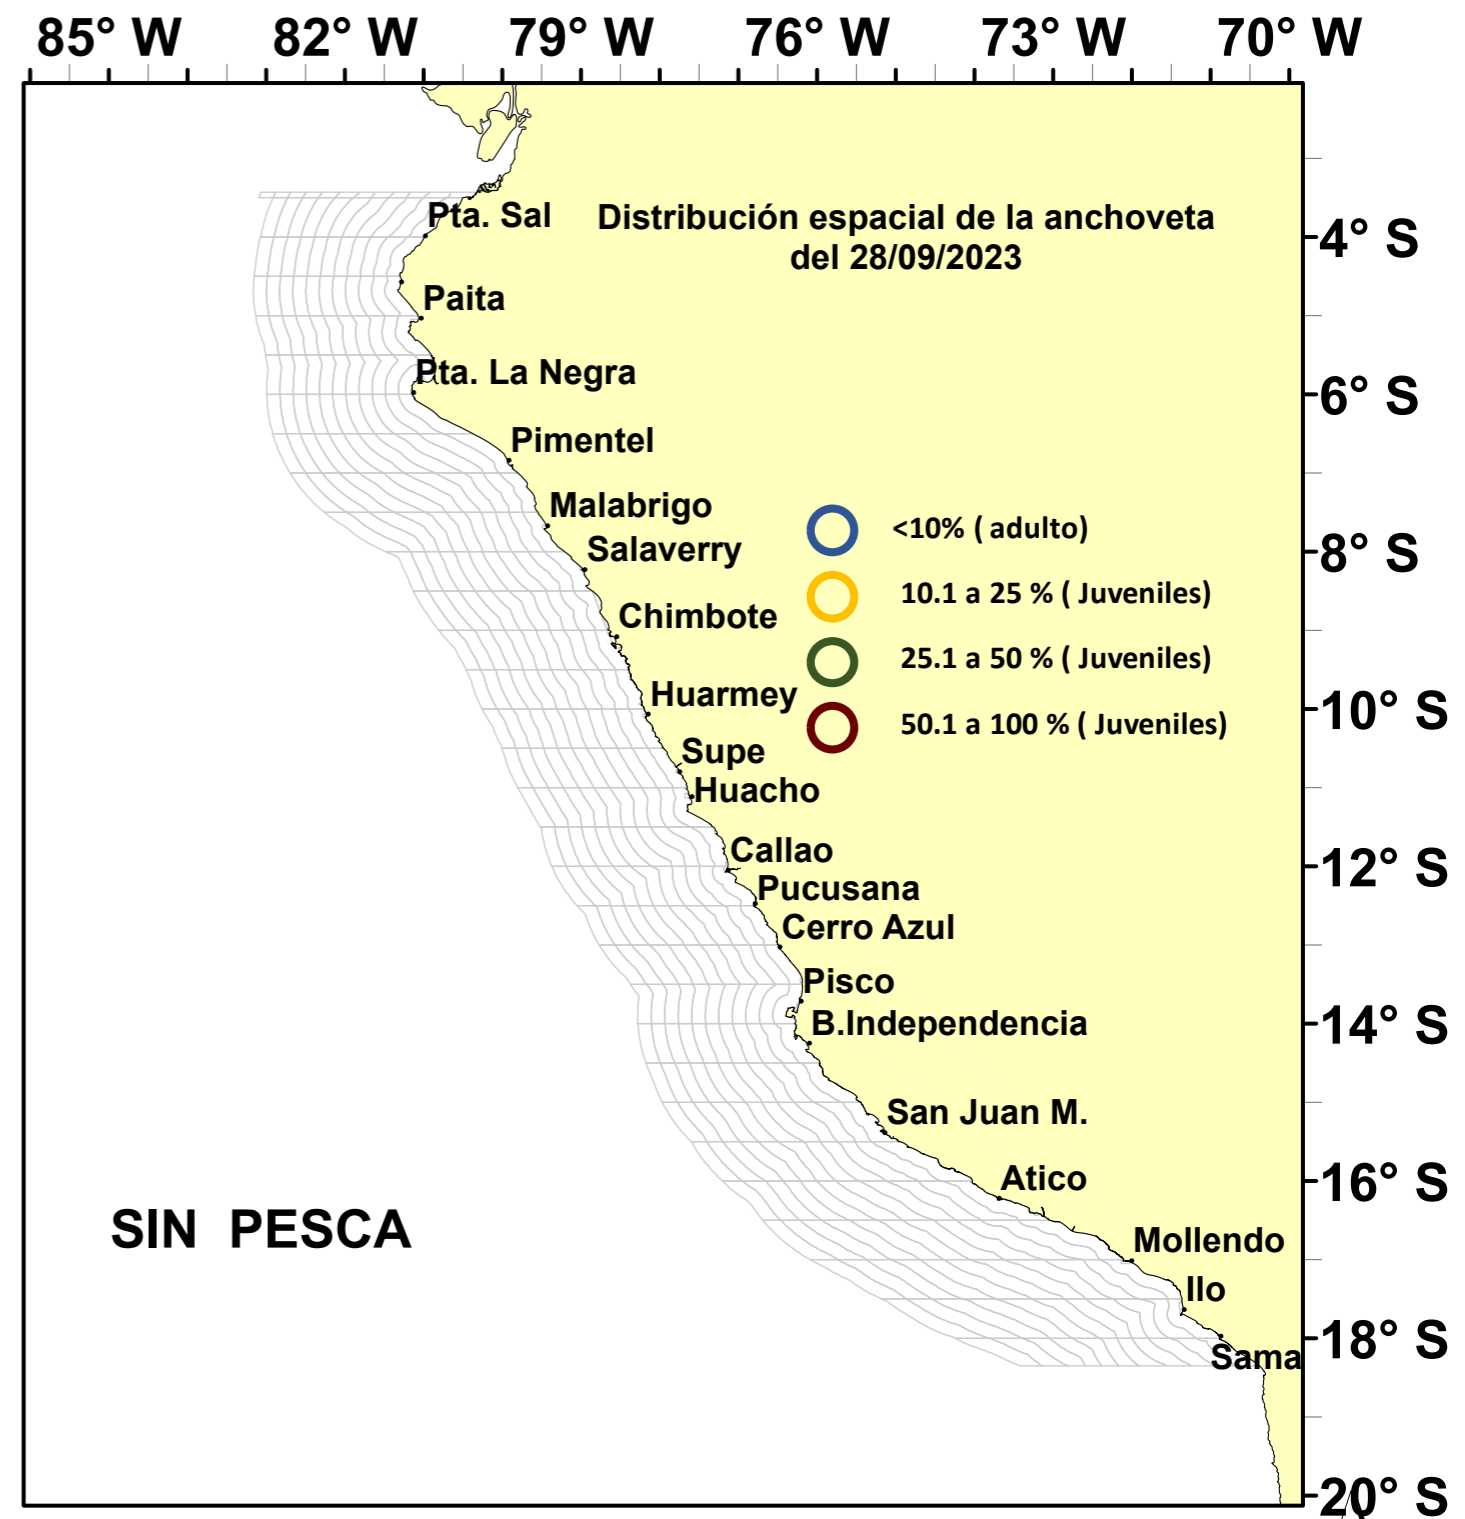 85° W 82° W 79° W 76° W 73° W 70° W
Pta. Sal
Distribución espacial de la anchoveta
del 28/09/2023
4° S
Paita
Pta. La Negra
6° S
Pimentel
Malabrigo
<10% ( adulto)
Salaverry
8° S
10.1 a 25 % ( Juveniles)
Chimbote
25.1 a 50 % ( Juveniles)
Huarmey
10° S
50.1 a 100 % ( Juveniles)
Supe
Huacho
Callao
12° S
Pucusana
Cerro Azul
Pisco
B.Independencia
14° S
San Juan M.
Atico
16° S
SIN PESCA
Mollendo
Ilo
18° S
Sama
20° S